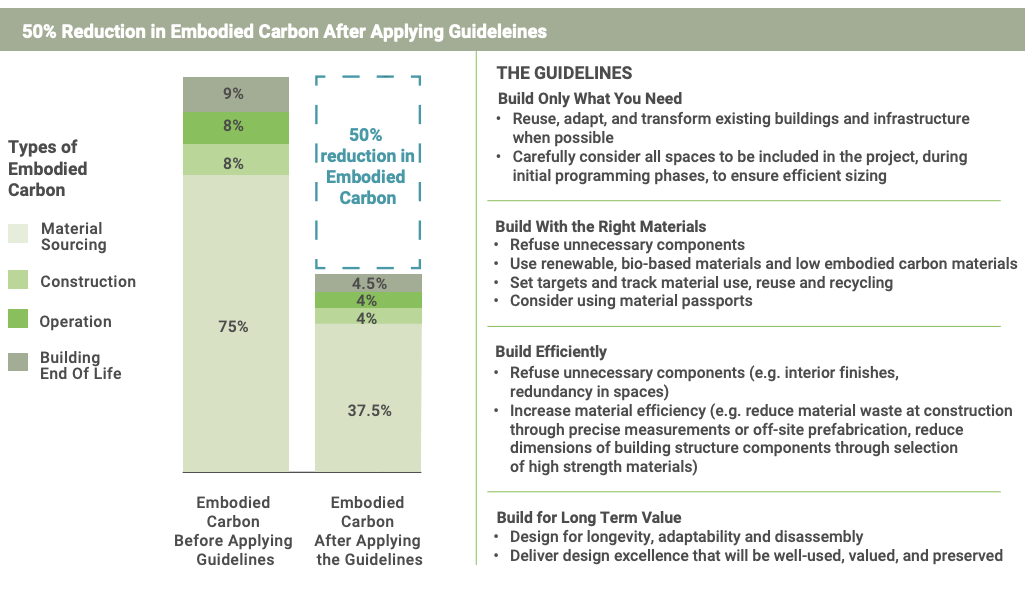 50% Reduction in Embodied Carbon After Applying Guideleines
Types of
Embodied
Carbon
Material
Sourcing
Construction
Operation
Building
End Of Life
9%
8%
8%
75%
50%
reduction in
Embodied
Carbon
4.5%
4%
4%
37.5%
Embodied
Carbon
Before Applying
Guidelines
Embodied
Carbon
After Applying
the Guidelines
THE GUIDELINES
Build Only What You Need
• Reuse, adapt, and transform existing buildings and infrastructure
when possible
• Carefully consider all spaces to be included in the project, during
initial programming phases, to ensure efficient sizing
Build With the Right Materials
• Refuse unnecessary components
• Use renewable, bio-based materials and low embodied carbon materials
• Set targets and track material use, reuse and recycling
• Consider using material passports
Build Efficiently
• Refuse unnecessary components (e.g. interior finishes,
redundancy in spaces)
• Increase material efficiency (e.g. reduce material waste at construction
through precise measurements or off-site prefabrication, reduce
dimensions of building structure components through selection
of high strength materials)
Build for Long Term Value
• Design for longevity, adaptability and disassembly
• Deliver design excellence that will be well-used, valued, and preserved